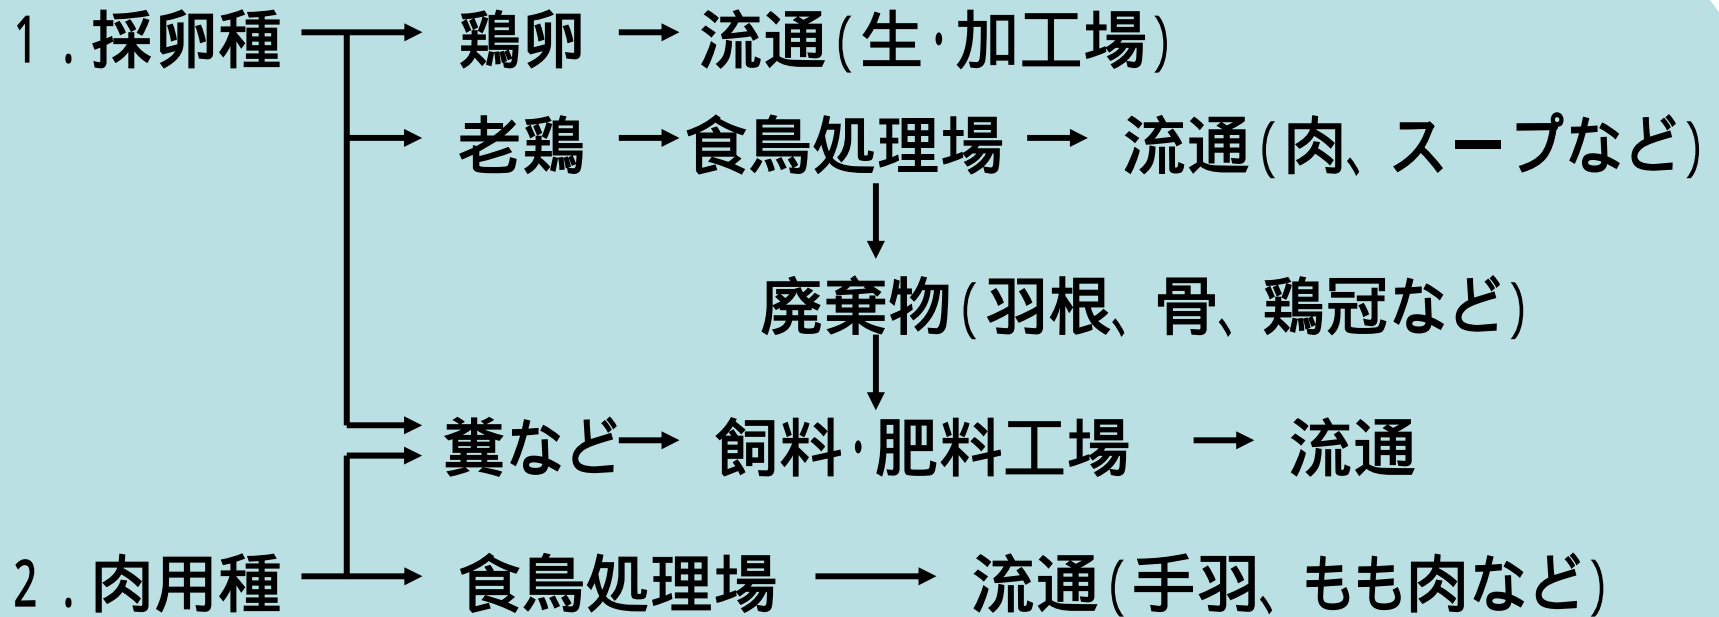 1.採卵種 → 鶏卵 → 流通(生・加工場)
老鶏 → 食鳥処理場 → 流通(肉、スープなど)
廃棄物(羽根、骨、鶏冠など)
糞など → 飼料・肥料工場 → 流通
2.肉用種 → 食鳥処理場 → 流通(手羽、もも肉など)